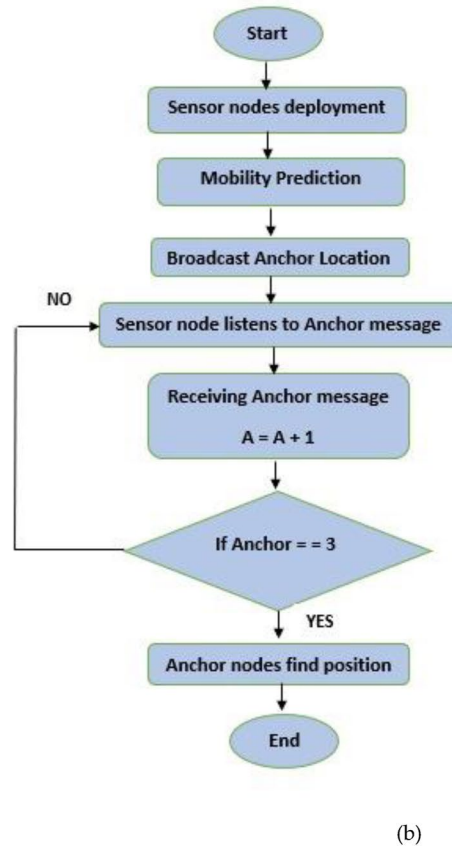 Start
Sensor nodes deployment
Mobility Prediction
Broadcast Anchor Location
NO
Sensor node listens to Anchor message
Receiving Anchor message
A = A + 1
If Anchor = = 3
YES
Anchor nodes find position
End
(b)